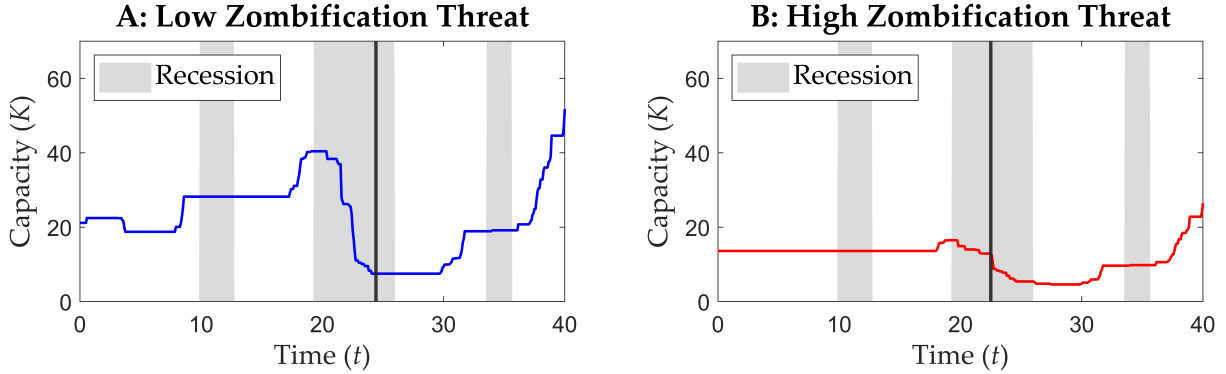 A: Low Zombification Threat
60
40
20
0
Capacity (K)
Recession
0
10
20
30
40
Time (t)
B: High Zombification Threat
60
40
20
0
Capacity (K)
Recession
0
10
20
30
40
Time (t)